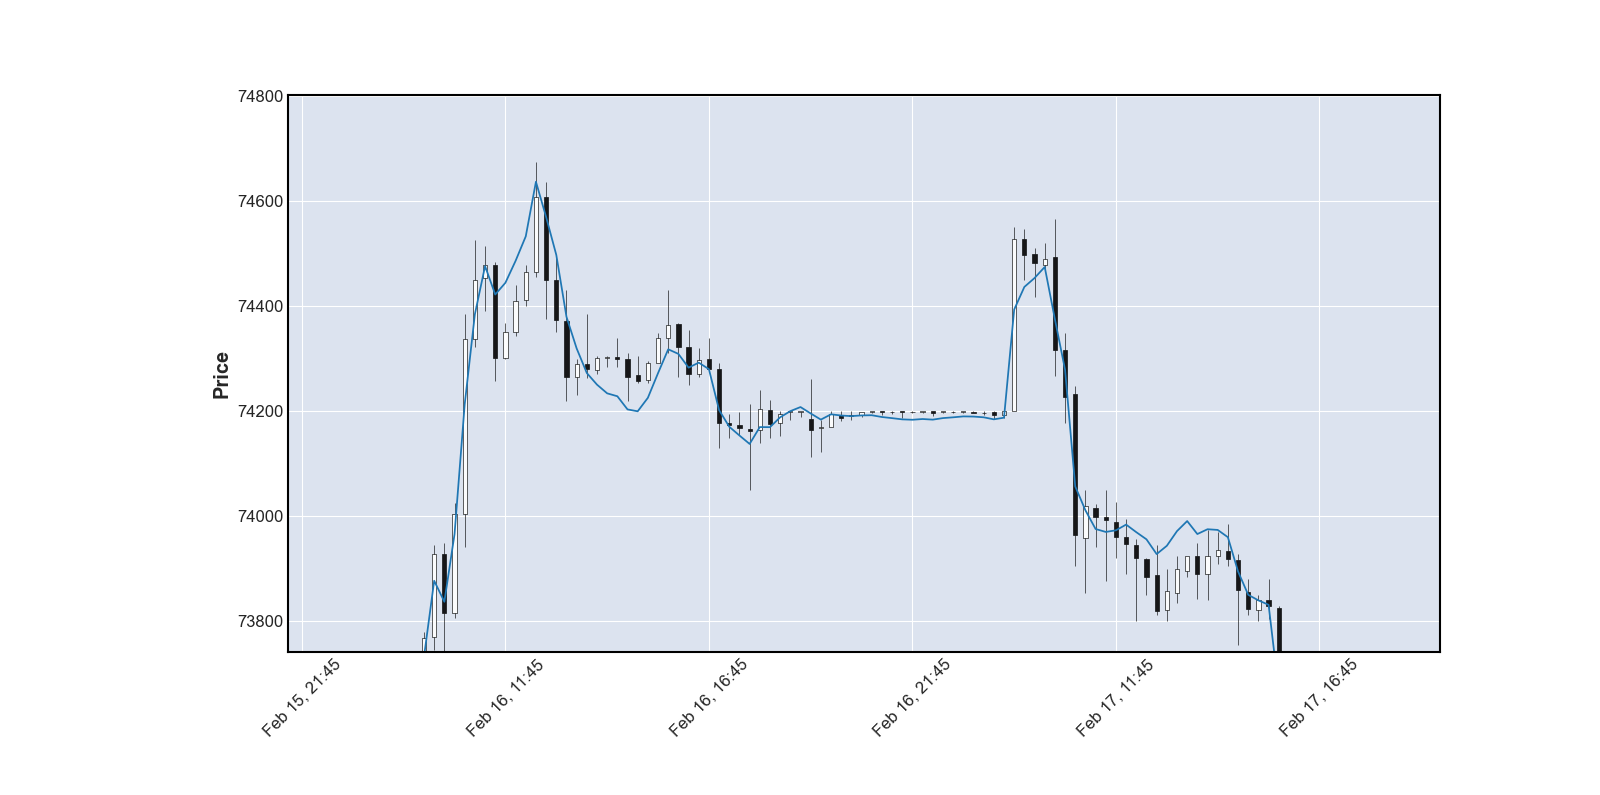 74800
74600
74400
74200
74000
73800
Price
Feb 15, 21:45
Feb 16, 11:45
Feb 16, 16:45
Feb 16, 21:45
Feb 17, 11:45
Feb 17, 16:45